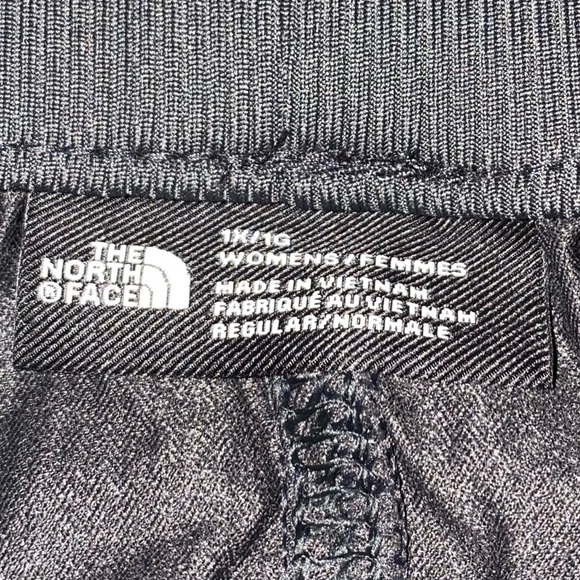 THE
NORTH
®FACE
1X/1G
WOMENS/FEMMES
MADE IN VIETNAM
FABRIQUÉ AU VIETNAM
REGULAR/NORMALE